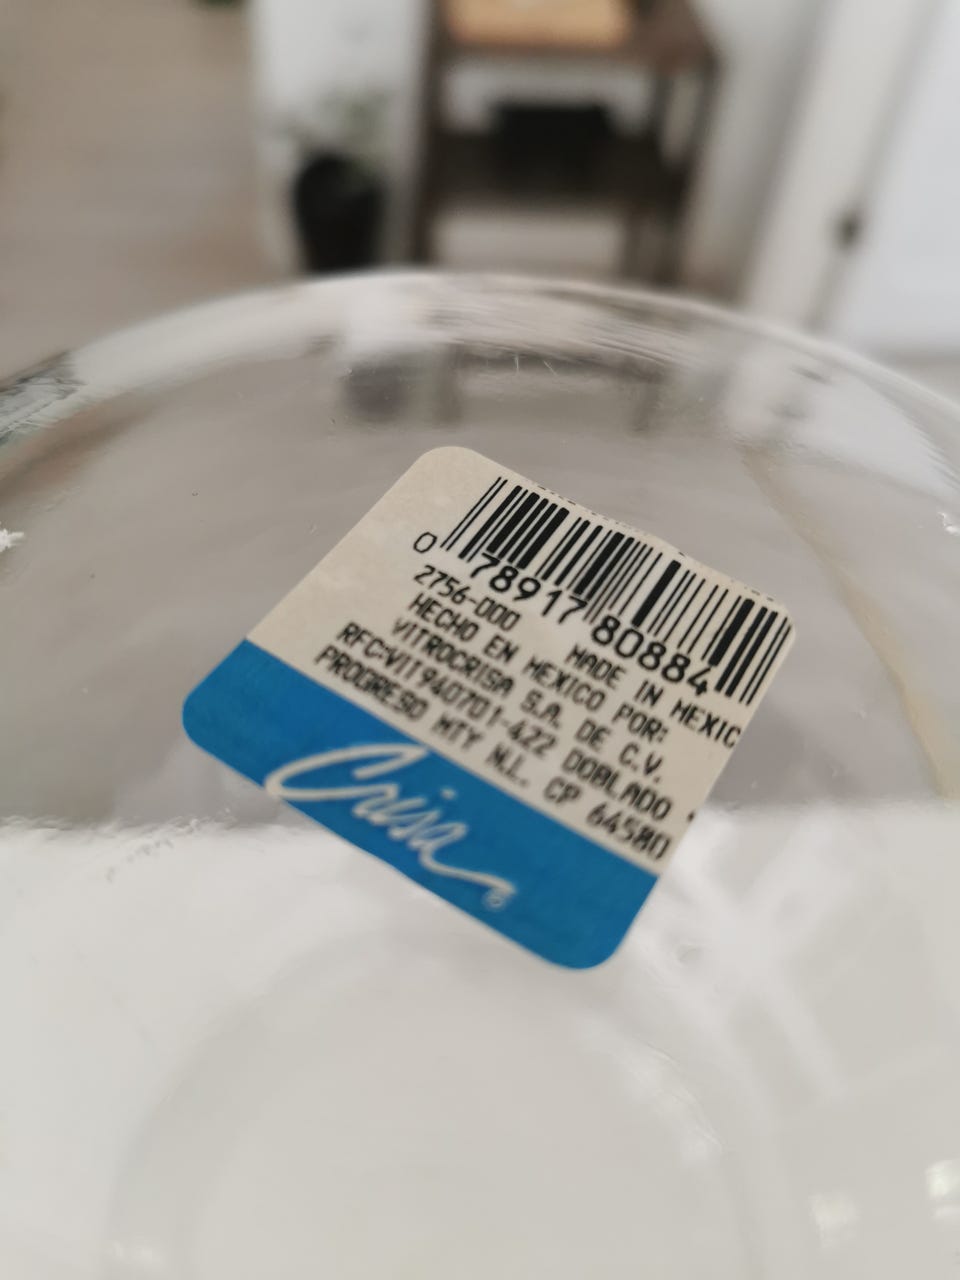 0 78917 80884
2756-000 MADE IN MEXIC
HECHO EN MEXICO POR:
VITROCRISA S.A. DE C.V.
RFC:VIT940701-422 DOBLADO
PROGRESO MTY N.L. CP 64580
Crisa®